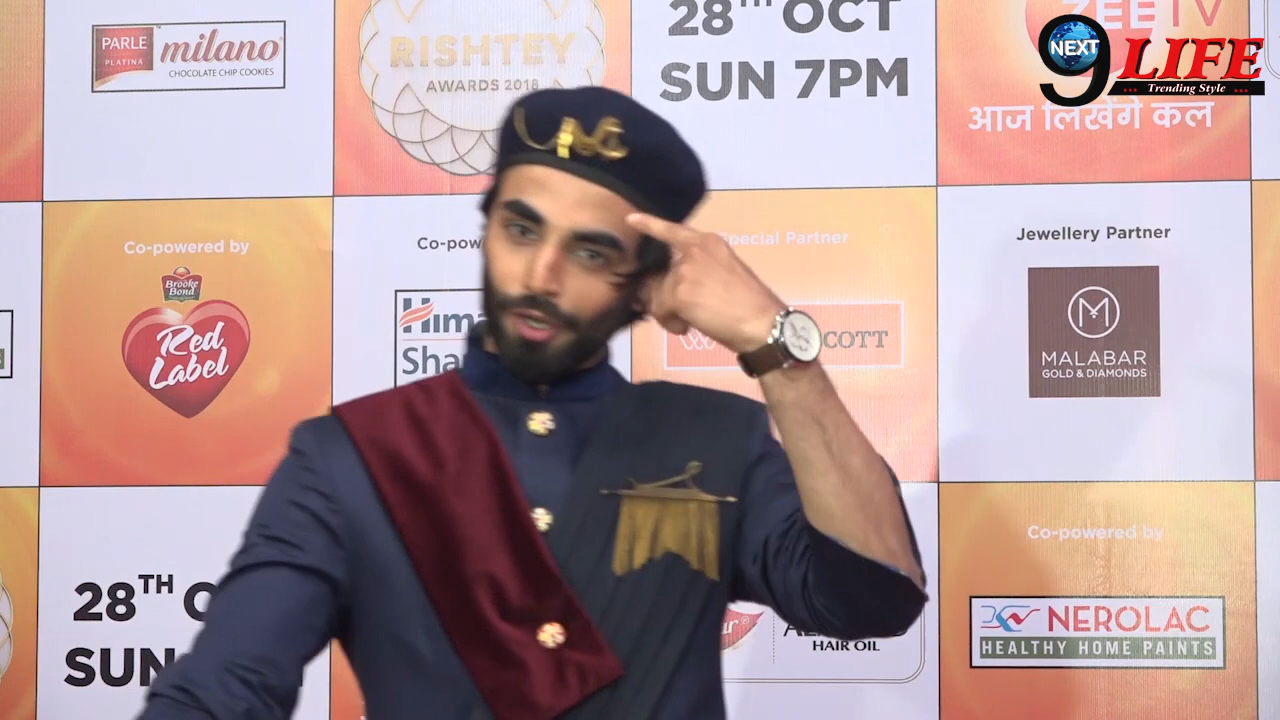 PARLE
PLATINA
milano
CHOCOLATE CHIP COOKIES
RISHTEY
AWARDS 2018
28TH OCT
SUN 7PM
ZEE TV
आज लिखेंगे कल
NEXT
9 LIFE
... Trending Style ...
Co-powered by
Brooke
Bond
Red
Label
Co-pow
Hima
Shar
Special Partner
COTT
Jewellery Partner
MALABAR
GOLD & DIAMONDS
28TH O
SUN
HAIR OIL
Co-powered by
NEROLAC
HEALTHY HOME PAINTS